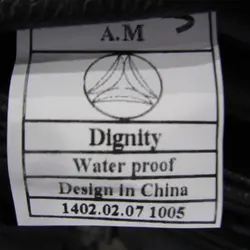 A.M
Dignity
Water proof
Design in China
1402.02.07 1005